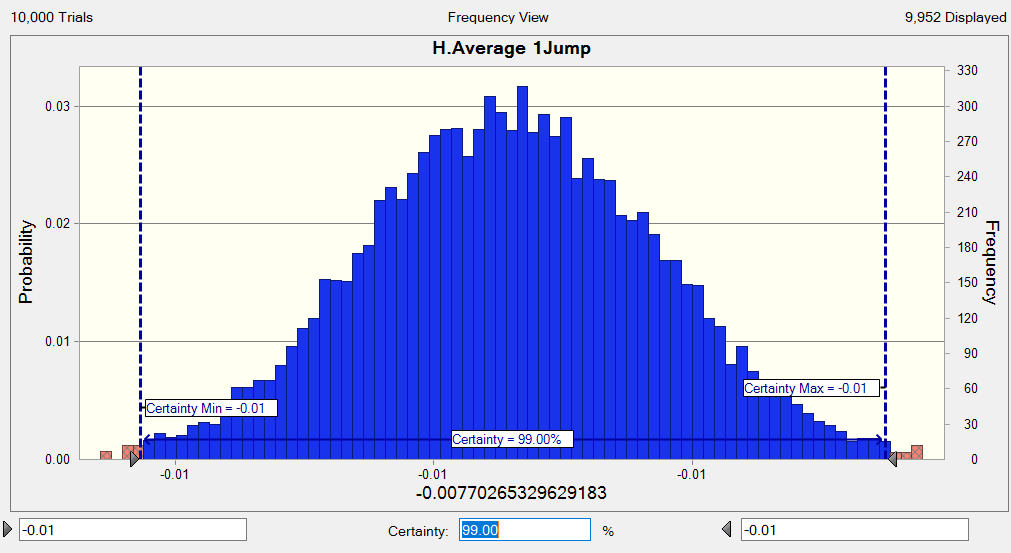 10,000 Trials Frequency View 9,952 Displayed
H.Average 1Jump
330
0.03 300
270
240
0.02 210
180
150
0.01 120
90
60
30
0.00 0
Probability
Frequency
Certainty Max = -0.01
Certainty Min = -0.01
Certainty = 99.00%
-0.01 -0.01 -0.01
-0.00770265329629183
-0.01 Certainty: 99.00 % -0.01